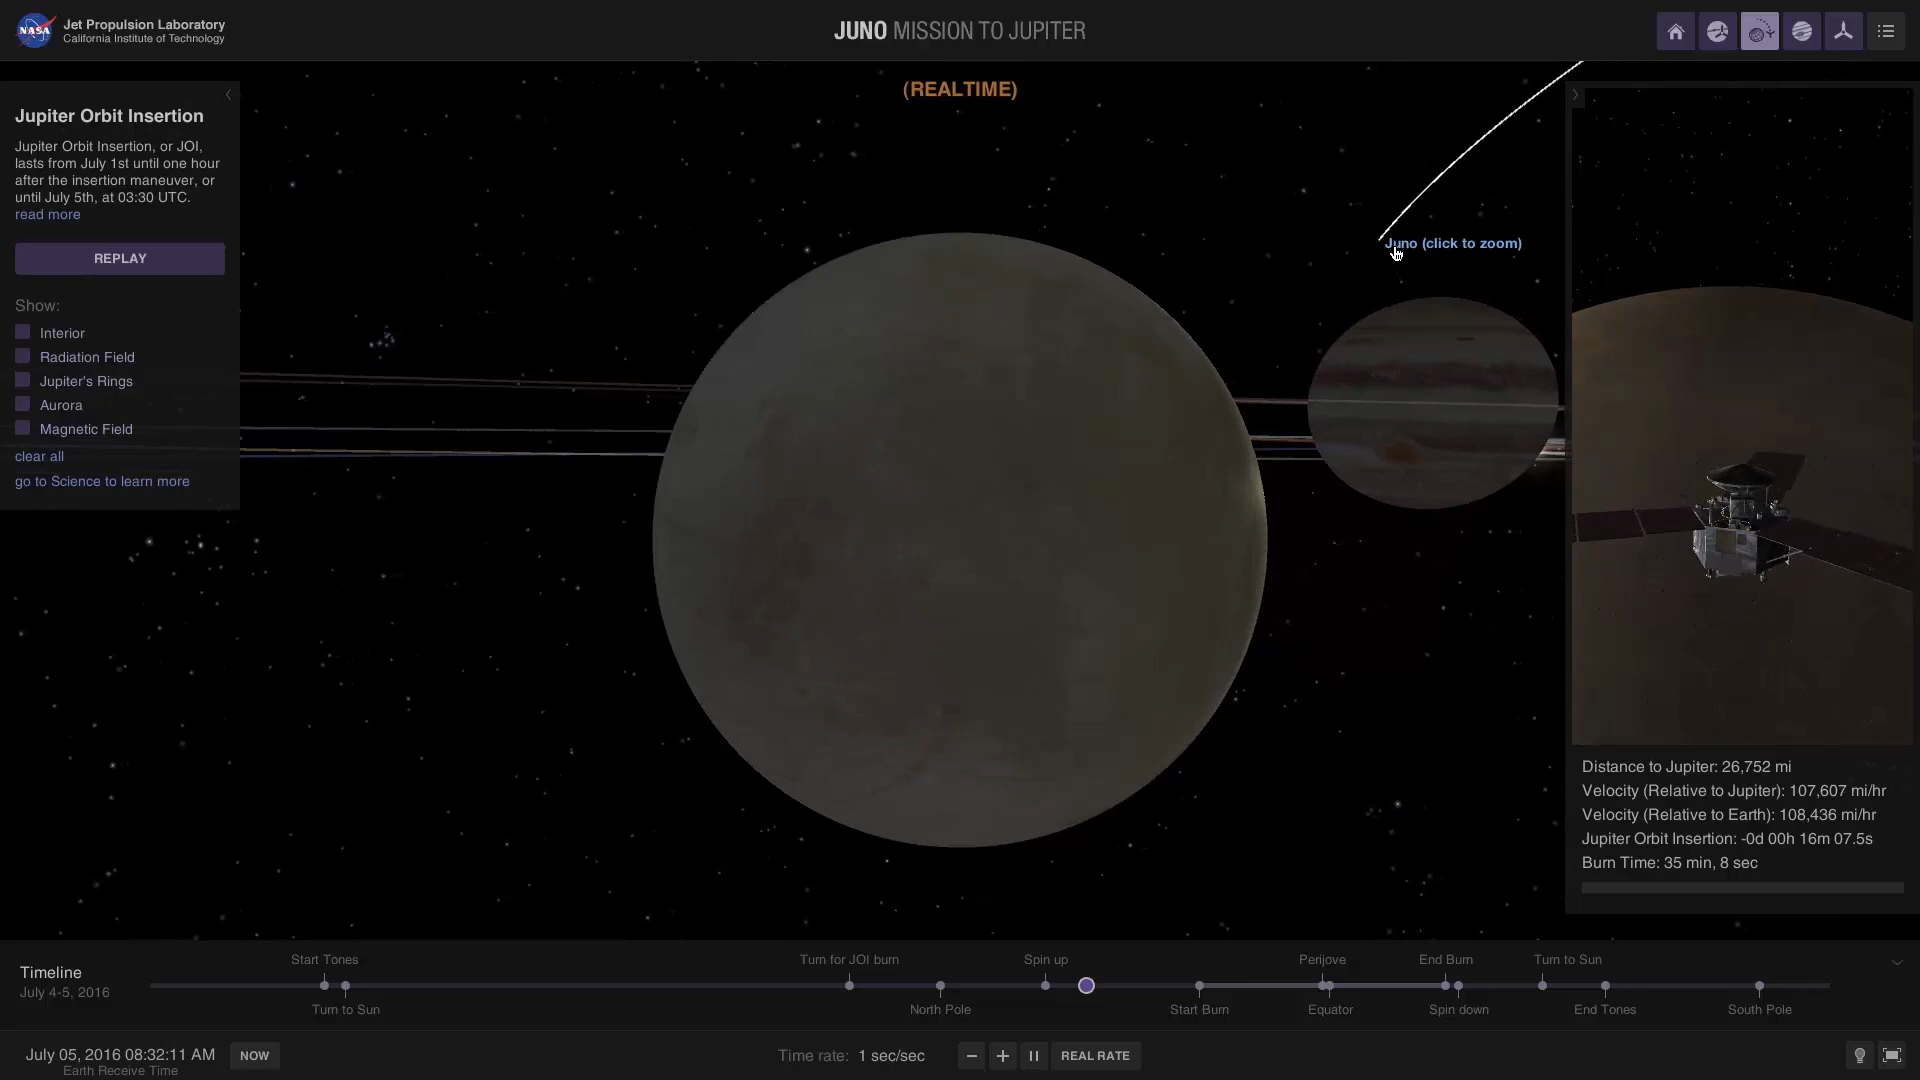 NASA
Jet Propulsion Laboratory
California Institute of Technology
JUNO MISSION TO JUPITER
(REALTIME)
Jupiter Orbit Insertion
Jupiter Orbit Insertion, or JOI,
lasts from July 1st until one hour
after the insertion maneuver, or
until July 5th, at 03:30 UTC.
read more
REPLAY
Show:
Interior
Radiation Field
Jupiter's Rings
Aurora
Magnetic Field
clear all
go to Science to learn more
Juno (click to zoom)
Distance to Jupiter: 26,752 mi
Velocity (Relative to Jupiter): 107,607 mi/hr
Velocity (Relative to Earth): 108,436 mi/hr
Jupiter Orbit Insertion: -0d 00h 16m 07.5s
Burn Time: 35 min, 8 sec
Timeline
July 4-5, 2016
Start Tones
Turn for JOI burn
Spin up
Perijove
End Burn
Turn to Sun
Turn to Sun
North Pole
Start Burn
Equator
Spin down
End Tones
South Pole
July 05, 2016 08:32:11 AM
Earth Receive Time
NOW
Time rate: 1 sec/sec
REAL RATE